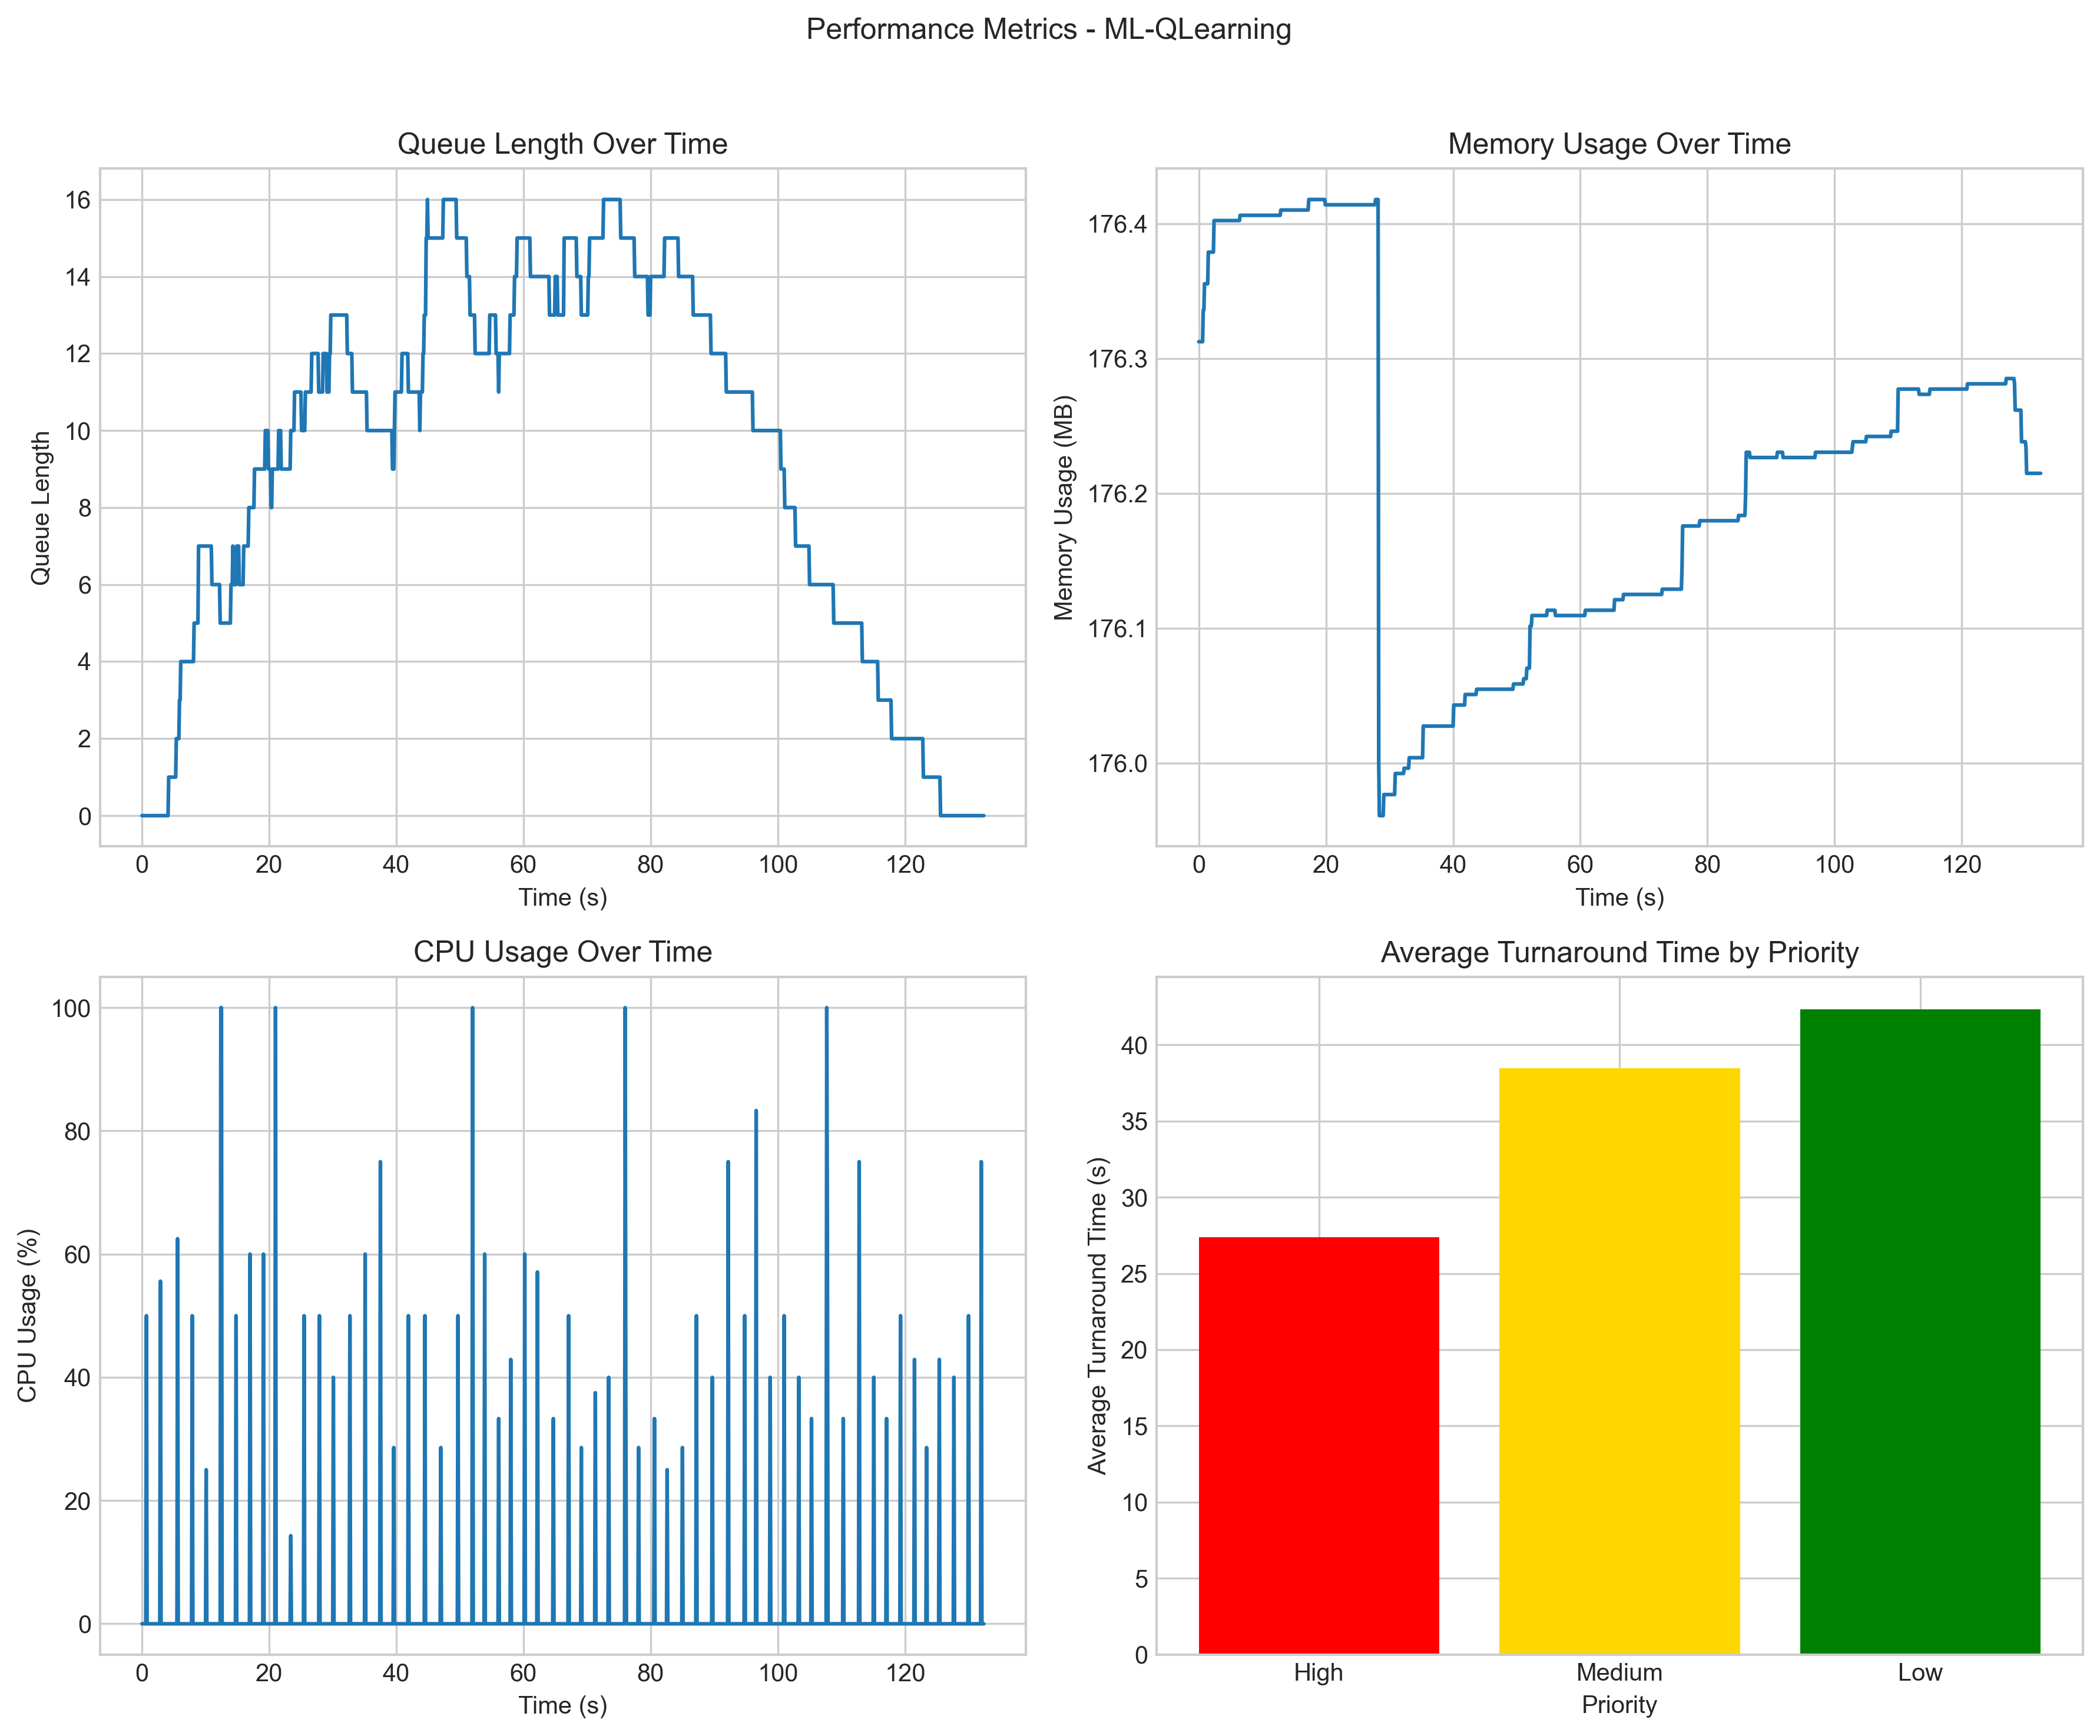 Performance Metrics - ML-QLearning
Queue Length Over Time
16
14
12
10
8
6
4
2
0
Queue Length
0 20 40 60 80 100 120
Time (s)
Memory Usage Over Time
176.4
176.3
176.2
176.1
176.0
Memory Usage (MB)
0 20 40 60 80 100 120
Time (s)
CPU Usage Over Time
100
80
60
40
20
0
CPU Usage (%)
0 20 40 60 80 100 120
Time (s)
Average Turnaround Time by Priority
40
35
30
25
20
15
10
5
0
Average Turnaround Time (s)
High Medium Low
Priority